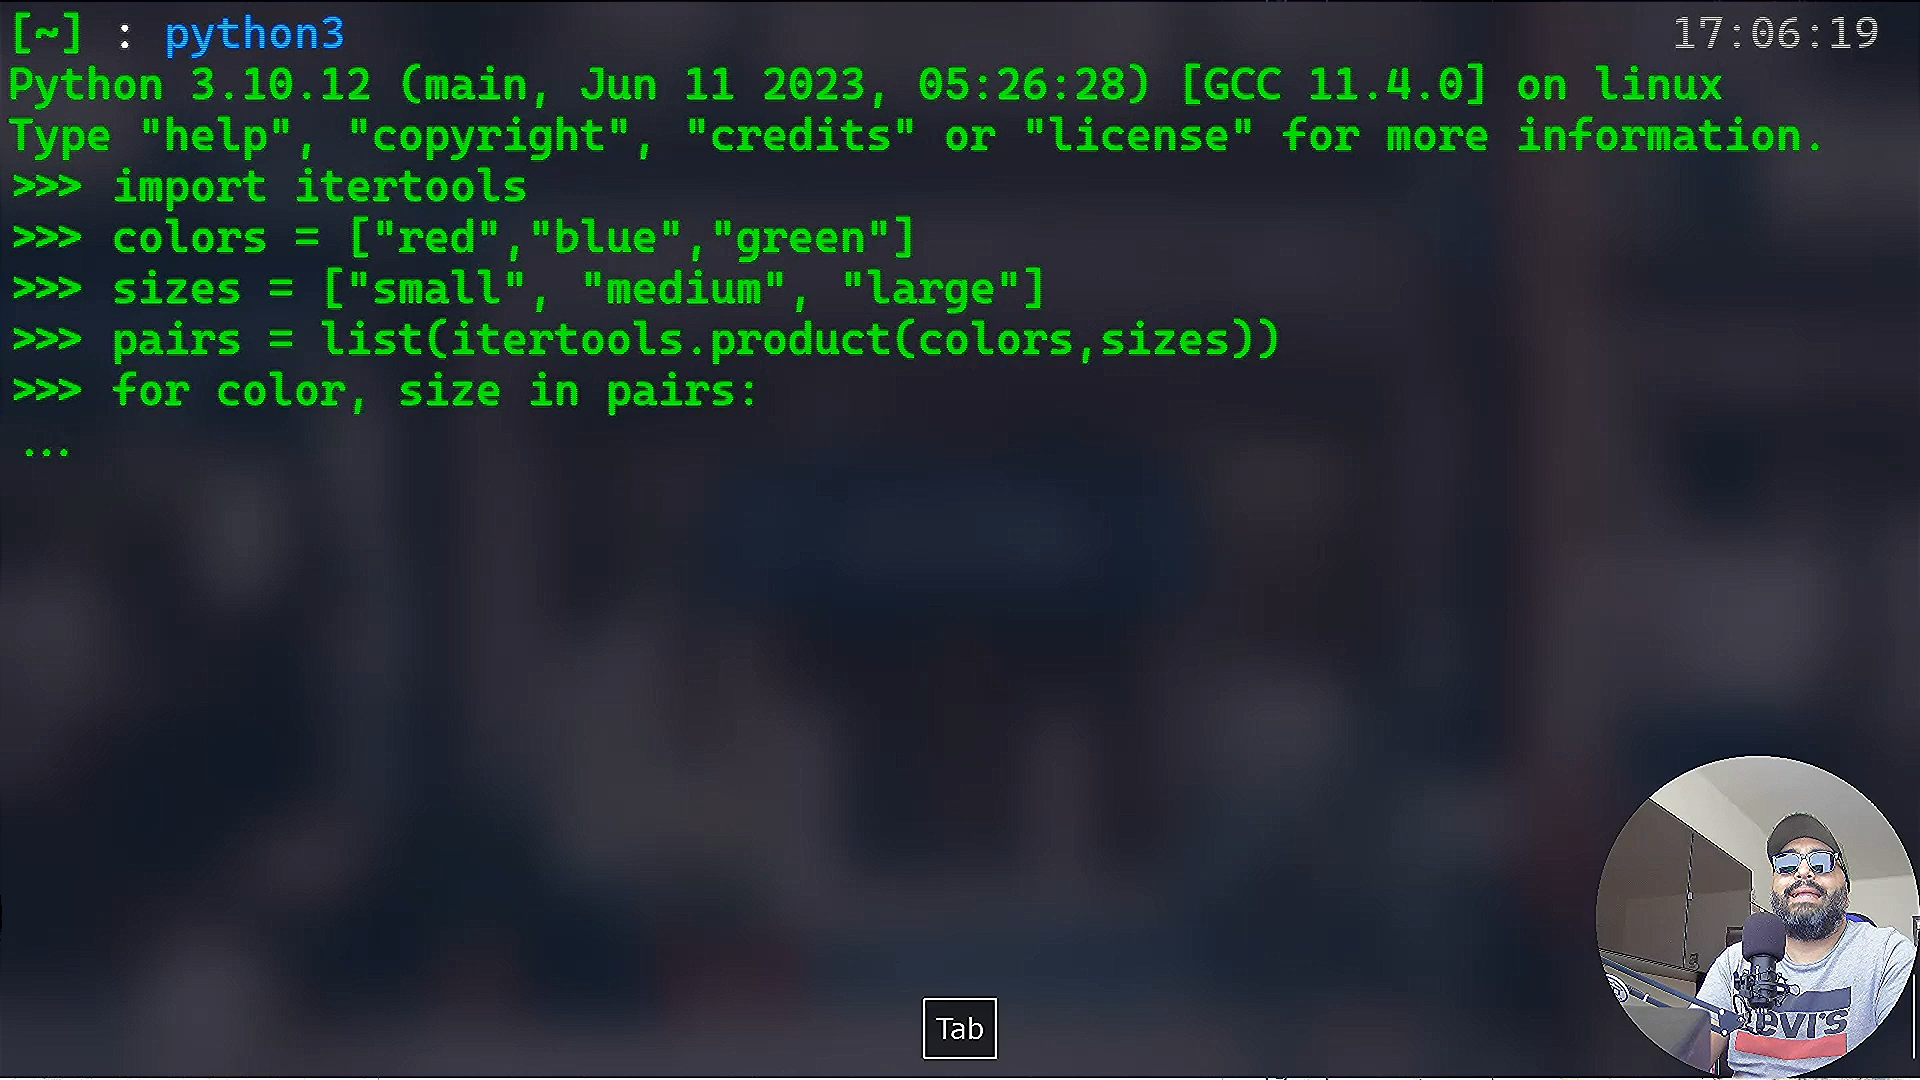 [~] : python3 17:06:19
Python 3.10.12 (main, Jun 11 2023, 05:26:28) [GCC 11.4.0] on linux
Type "help", "copyright", "credits" or "license" for more information.
>>> import itertools
>>> colors = ["red","blue","green"]
>>> sizes = ["small", "medium", "large"]
>>> pairs = list(itertools.product(colors,sizes))
>>> for color, size in pairs:
...
Levi's
Tab